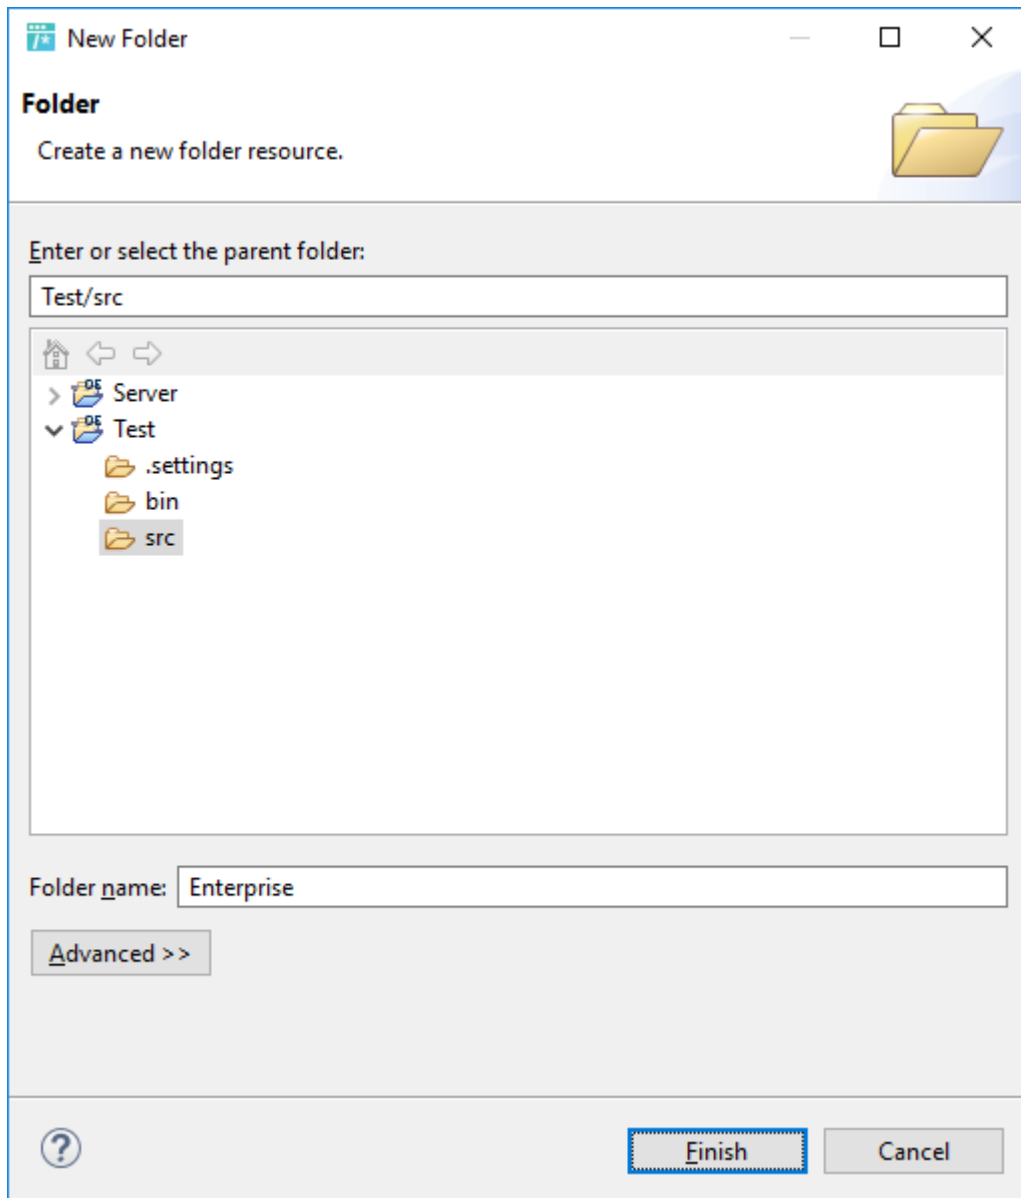 New Folder
Folder
Create a new folder resource.
Enter or select the parent folder:
Test/src
Server
Test
.settings
bin
src
Folder name: Enterprise
Advanced >>
Finish Cancel